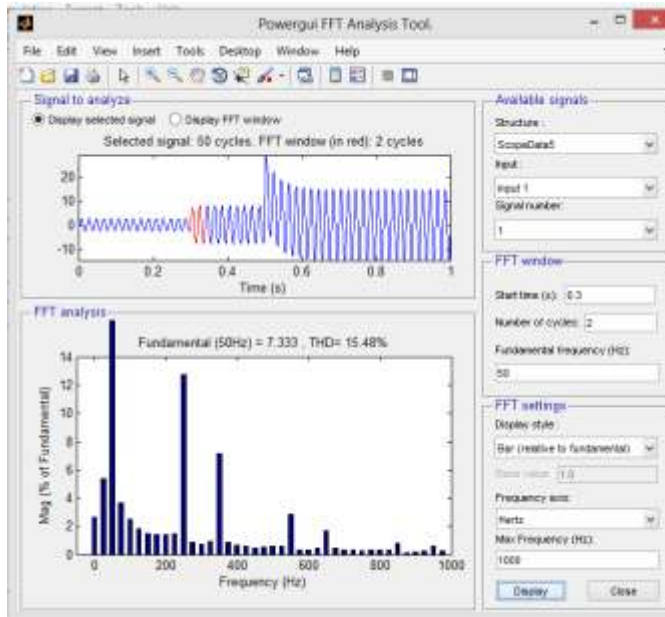 Powergui FFT Analysis Tool.
File Edit View Insert Tools Desktop Window Help
Signal to analyze
Display selected signal Display FFT window
Selected signal: 50 cycles. FFT window (in red): 2 cycles
20
10
0
-10
0 0.2 0.4 0.6 0.8 1
Time (s)
FFT analysis
Fundamental (50Hz) = 7.333 , THD= 15.48%
14
12
10
8
6
4
2
0
Mag (% of Fundamental)
0 200 400 600 800 1000
Frequency (Hz)
Available signals
Structure :
ScopeData5
Input :
input 1
Signal number:
1
FFT window
Start time (s): 0.3
Number of cycles: 2
Fundamental frequency (Hz):
50
FFT settings
Display style :
Bar (relative to fundamental)
Base value: 1.0
Frequency axis:
Hertz
Max Frequency (Hz):
1000
Display Close